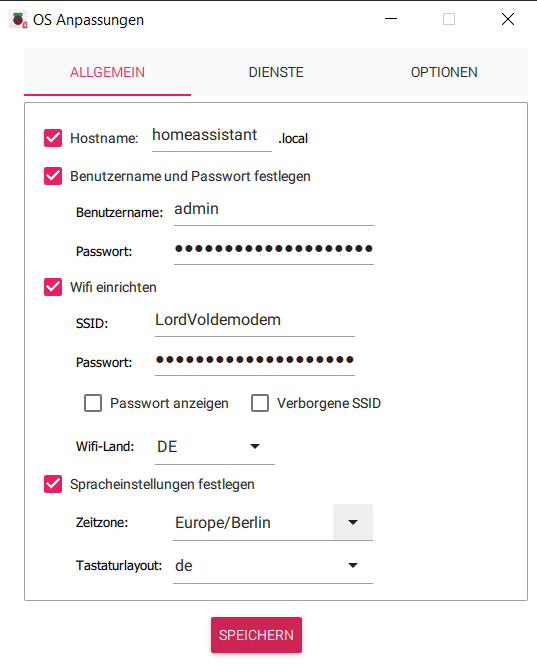 OS Anpassungen
ALLGEMEIN DIENSTE OPTIONEN
Hostname: homeassistant .local
Benutzername und Passwort festlegen
Benutzername: admin
Passwort: ●●●●●●●●●●●●●●●●●●●●
Wifi einrichten
SSID: LordVoldemodem
Passwort: ●●●●●●●●●●●●●●●●●●●●
Passwort anzeigen Verborgene SSID
Wifi-Land: DE
Spracheinstellungen festlegen
Zeitzone: Europe/Berlin
Tastaturlayout: de
SPEICHERN